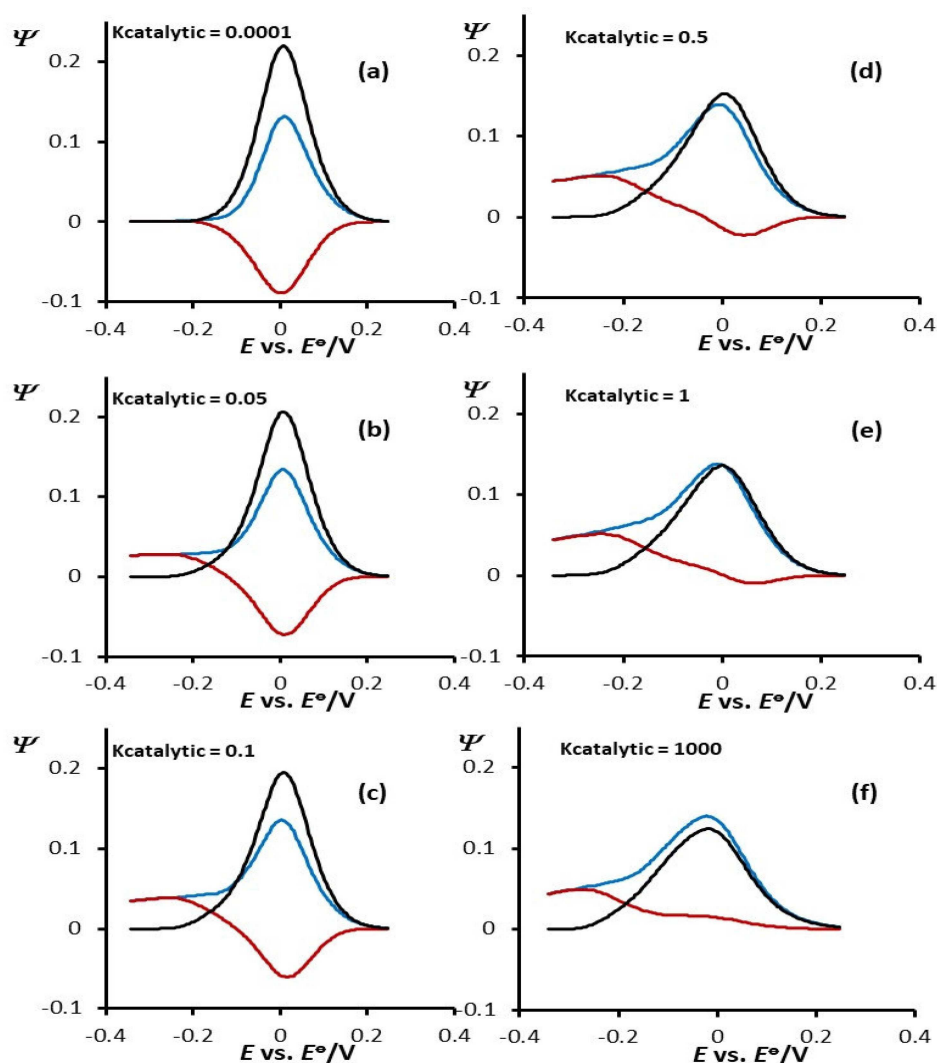 Ψ
Kcatalytic = 0.0001
(a)
0.2
0.1
0
-0.1
-0.4
-0.2
0
0.2
0.4
E vs. E°/V
Ψ
Kcatalytic = 0.5
(d)
0.2
0.1
0
-0.1
-0.4
-0.2
0
0.2
0.4
E vs. E°/V
Ψ
Kcatalytic = 0.05
(b)
0.2
0.1
0
-0.1
-0.4
-0.2
0
0.2
0.4
E vs. E°/V
Ψ
Kcatalytic = 1
(e)
0.2
0.1
0
-0.1
-0.4
-0.2
0
0.2
0.4
E vs. E°/V
Ψ
Kcatalytic = 0.1
(c)
0.2
0.1
0
-0.1
-0.4
-0.2
0
0.2
0.4
E vs. E°/V
Ψ
Kcatalytic = 1000
(f)
0.2
0.1
0
-0.1
-0.4
-0.2
0
0.2
0.4
E vs. E°/V